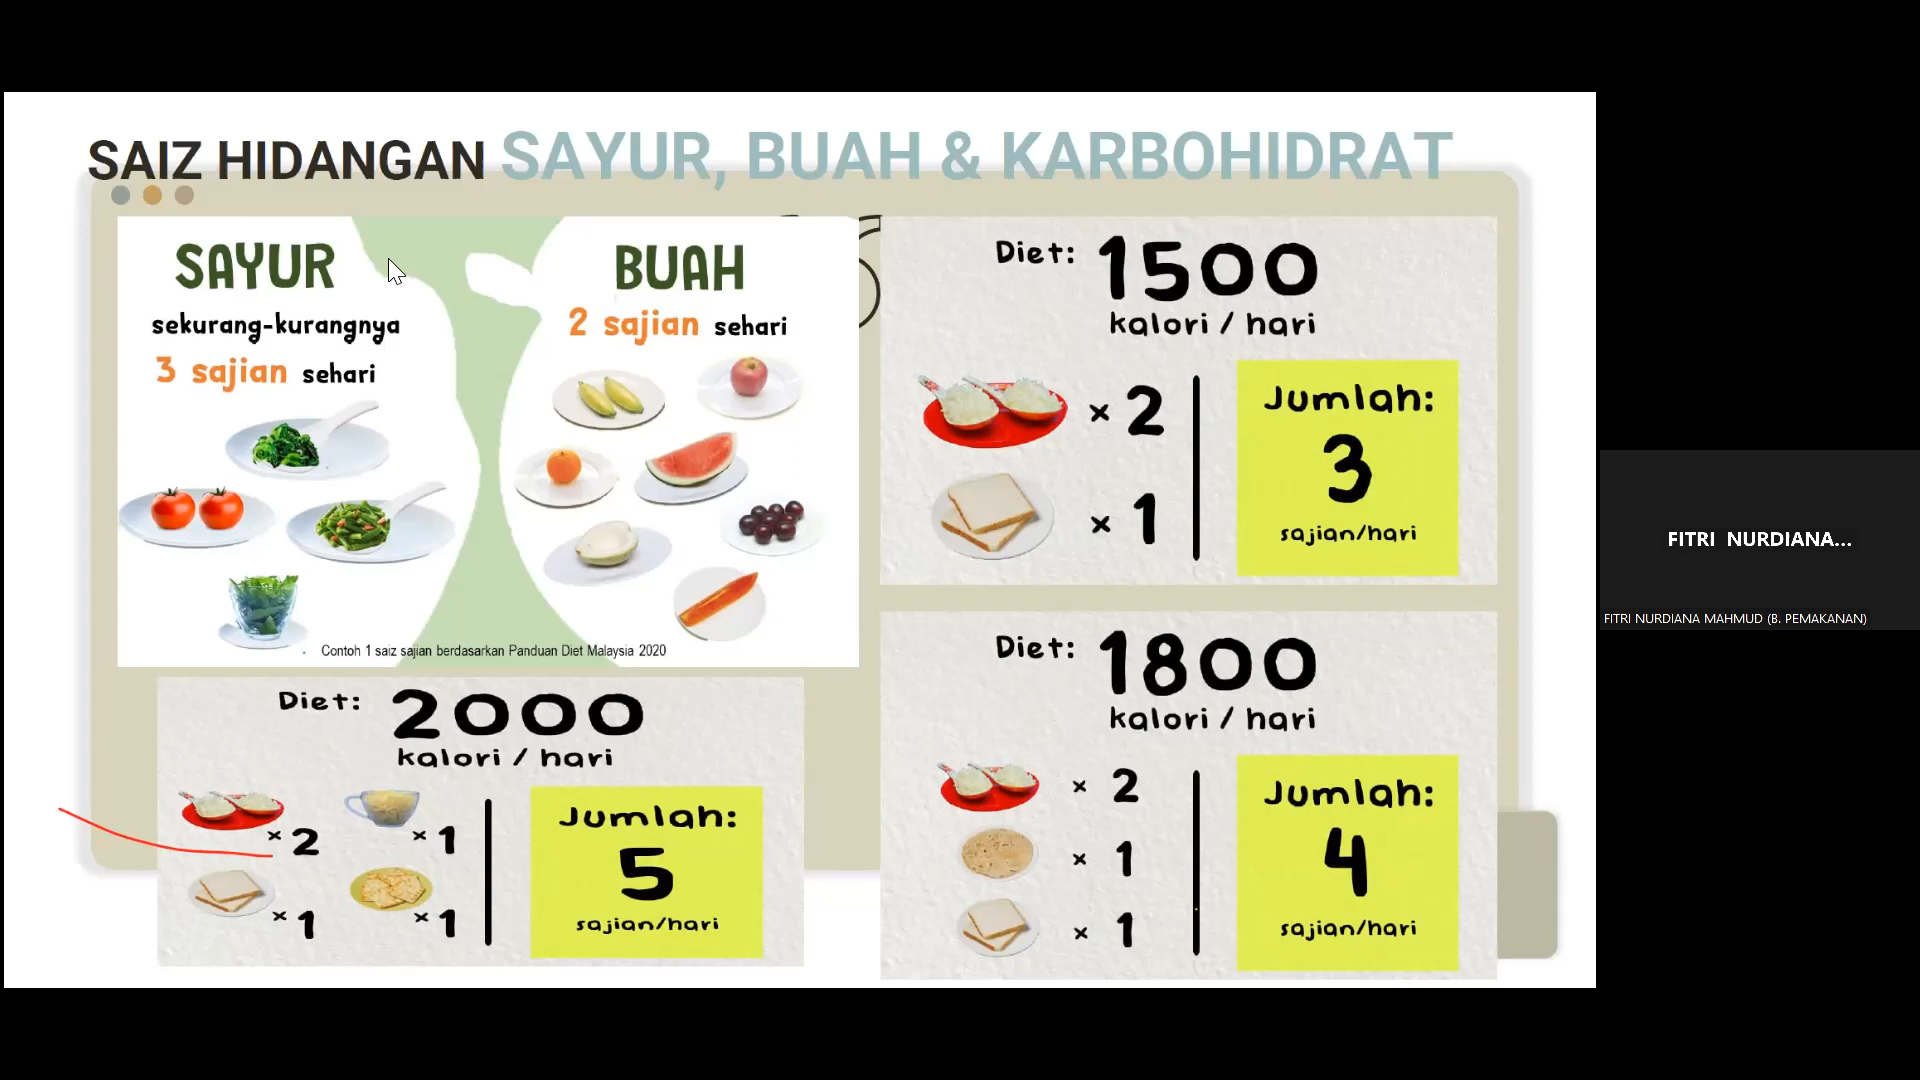 SAIZ HIDANGAN SAYUR, BUAH & KARBOHIDRAT
SAYUR
sekurang-kurangnya
3 sajian sehari
BUAH
2 sajian sehari
Contoh 1 saiz sajian berdasarkan Panduan Diet Malaysia 2020
Diet: 1500
kalori / hari
× 2
× 1
Jumlah:
3
sajian/hari
Diet: 2000
kalori / hari
× 2
× 1
× 1
× 1
Jumlah:
5
sajian/hari
Diet: 1800
kalori / hari
× 2
× 1
× 1
Jumlah:
4
sajian/hari
FITRI NURDIANA...
FITRI NURDIANA MAHMUD (B. PEMAKANAN)